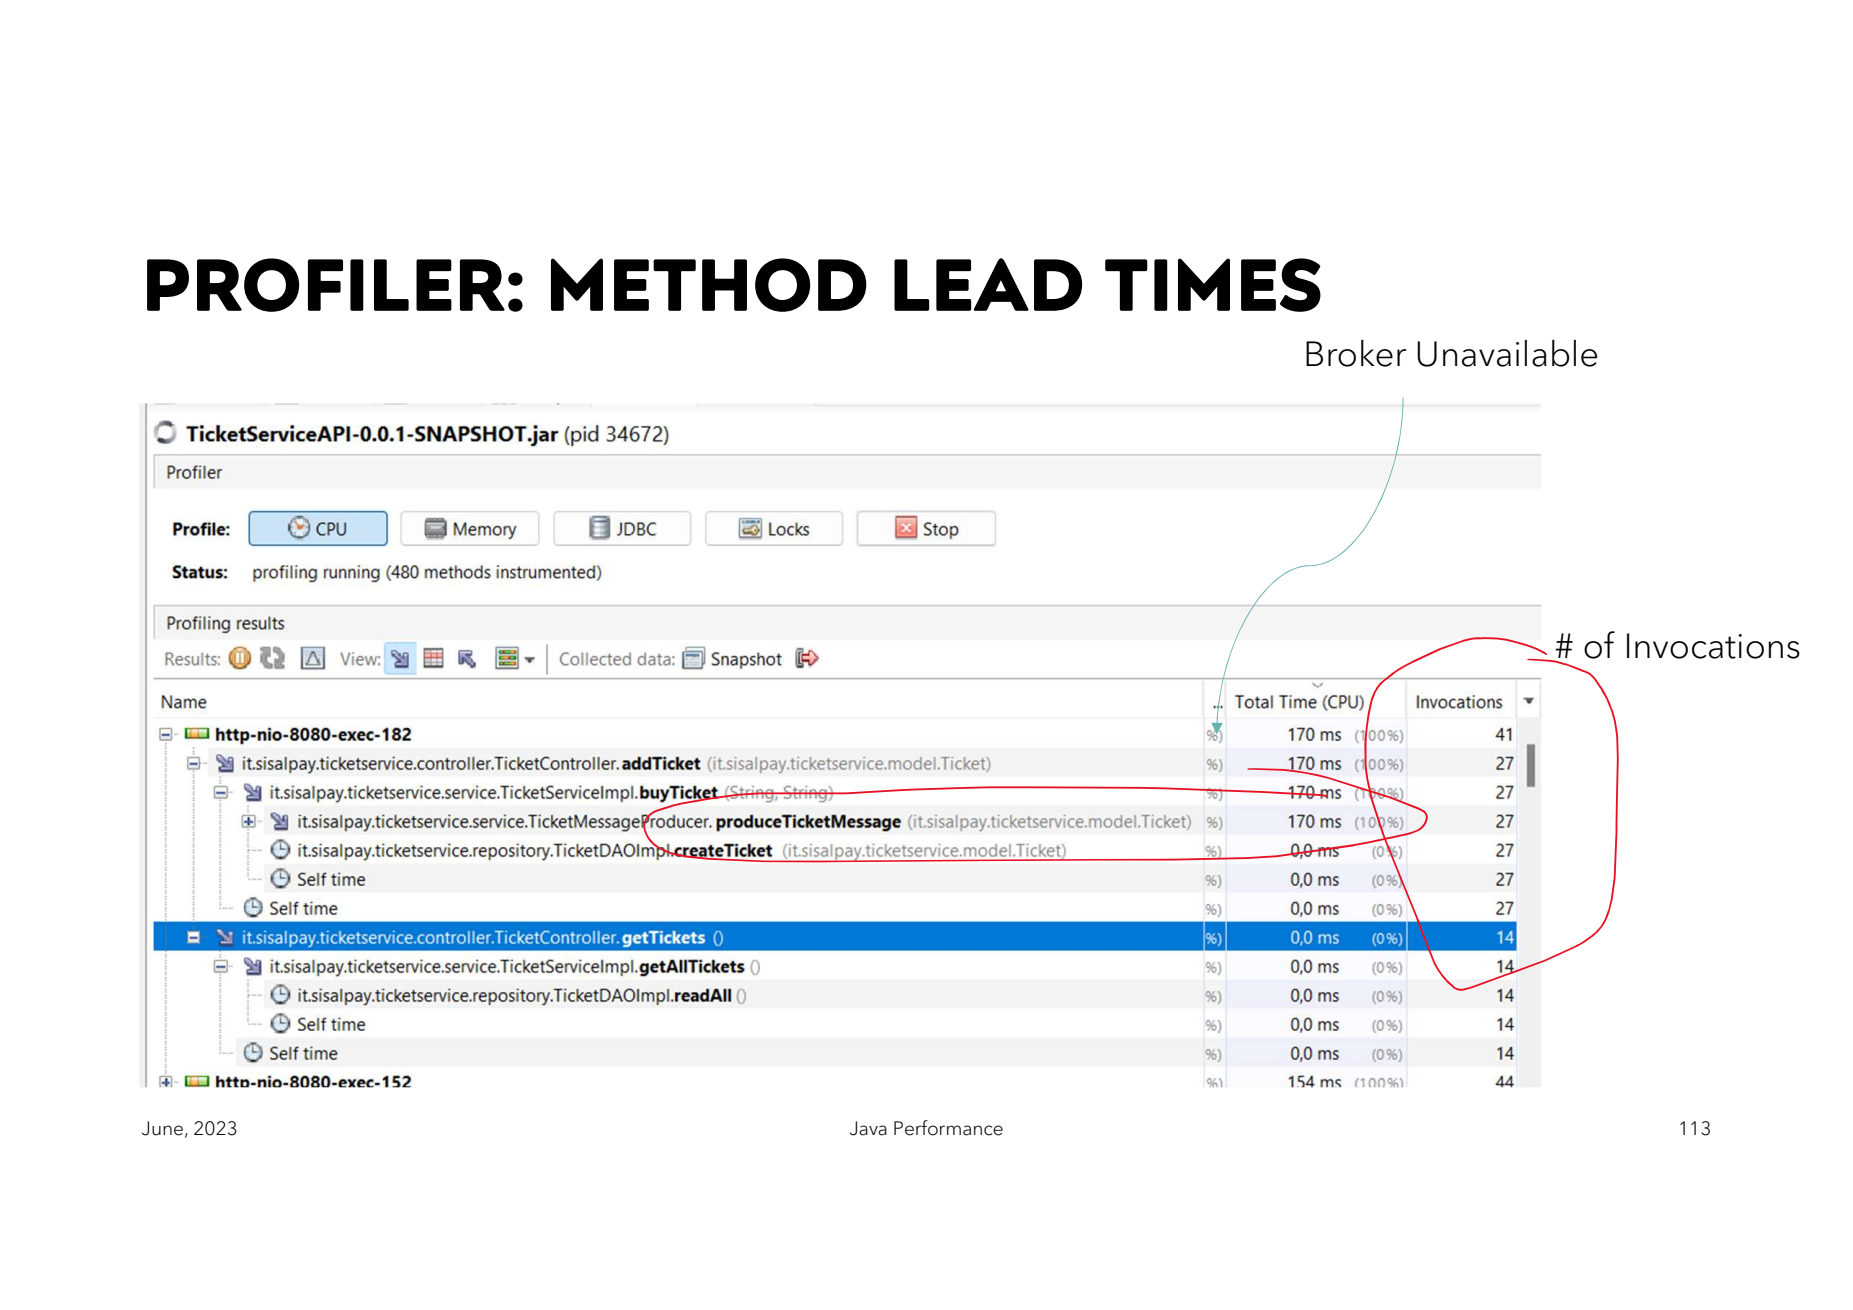 PROFILER: METHOD LEAD TIMES
Broker Unavailable
TicketServiceAPI-0.0.1-SNAPSHOT.jar (pid 34672)
Profiler
Profile: CPU Memory JDBC Locks Stop
Status: profiling running (480 methods instrumented)
Profiling results
# of Invocations
Results: View: Collected data: Snapshot
Name ... Total Time (CPU) Invocations
http-nio-8080-exec-182 %) 170 ms (100%) 41
it.sisalpay.ticketservice.controller.TicketController.addTicket (it.sisalpay.ticketservice.model.Ticket) %) 170 ms (100%) 27
it.sisalpay.ticketservice.service.TicketServiceImpl.buyTicket (String, String) %) 170 ms (100%) 27
it.sisalpay.ticketservice.service.TicketMessageProducer.produceTicketMessage (it.sisalpay.ticketservice.model.Ticket) %) 170 ms (100%) 27
it.sisalpay.ticketservice.repository.TicketDAOImpl.createTicket (it.sisalpay.ticketservice.model.Ticket) %) 0,0 ms (0%) 27
Self time %) 0,0 ms (0%) 27
Self time %) 0,0 ms (0%) 27
it.sisalpay.ticketservice.controller.TicketController.getTickets () %) 0,0 ms (0%) 14
it.sisalpay.ticketservice.service.TicketServiceImpl.getAllTickets () %) 0,0 ms (0%) 14
it.sisalpay.ticketservice.repository.TicketDAOImpl.readAll () %) 0,0 ms (0%) 14
Self time %) 0,0 ms (0%) 14
Self time %) 0,0 ms (0%) 14
http-nio-8080-exec-152 %) 154 ms (100%) 44
June, 2023 Java Performance 113